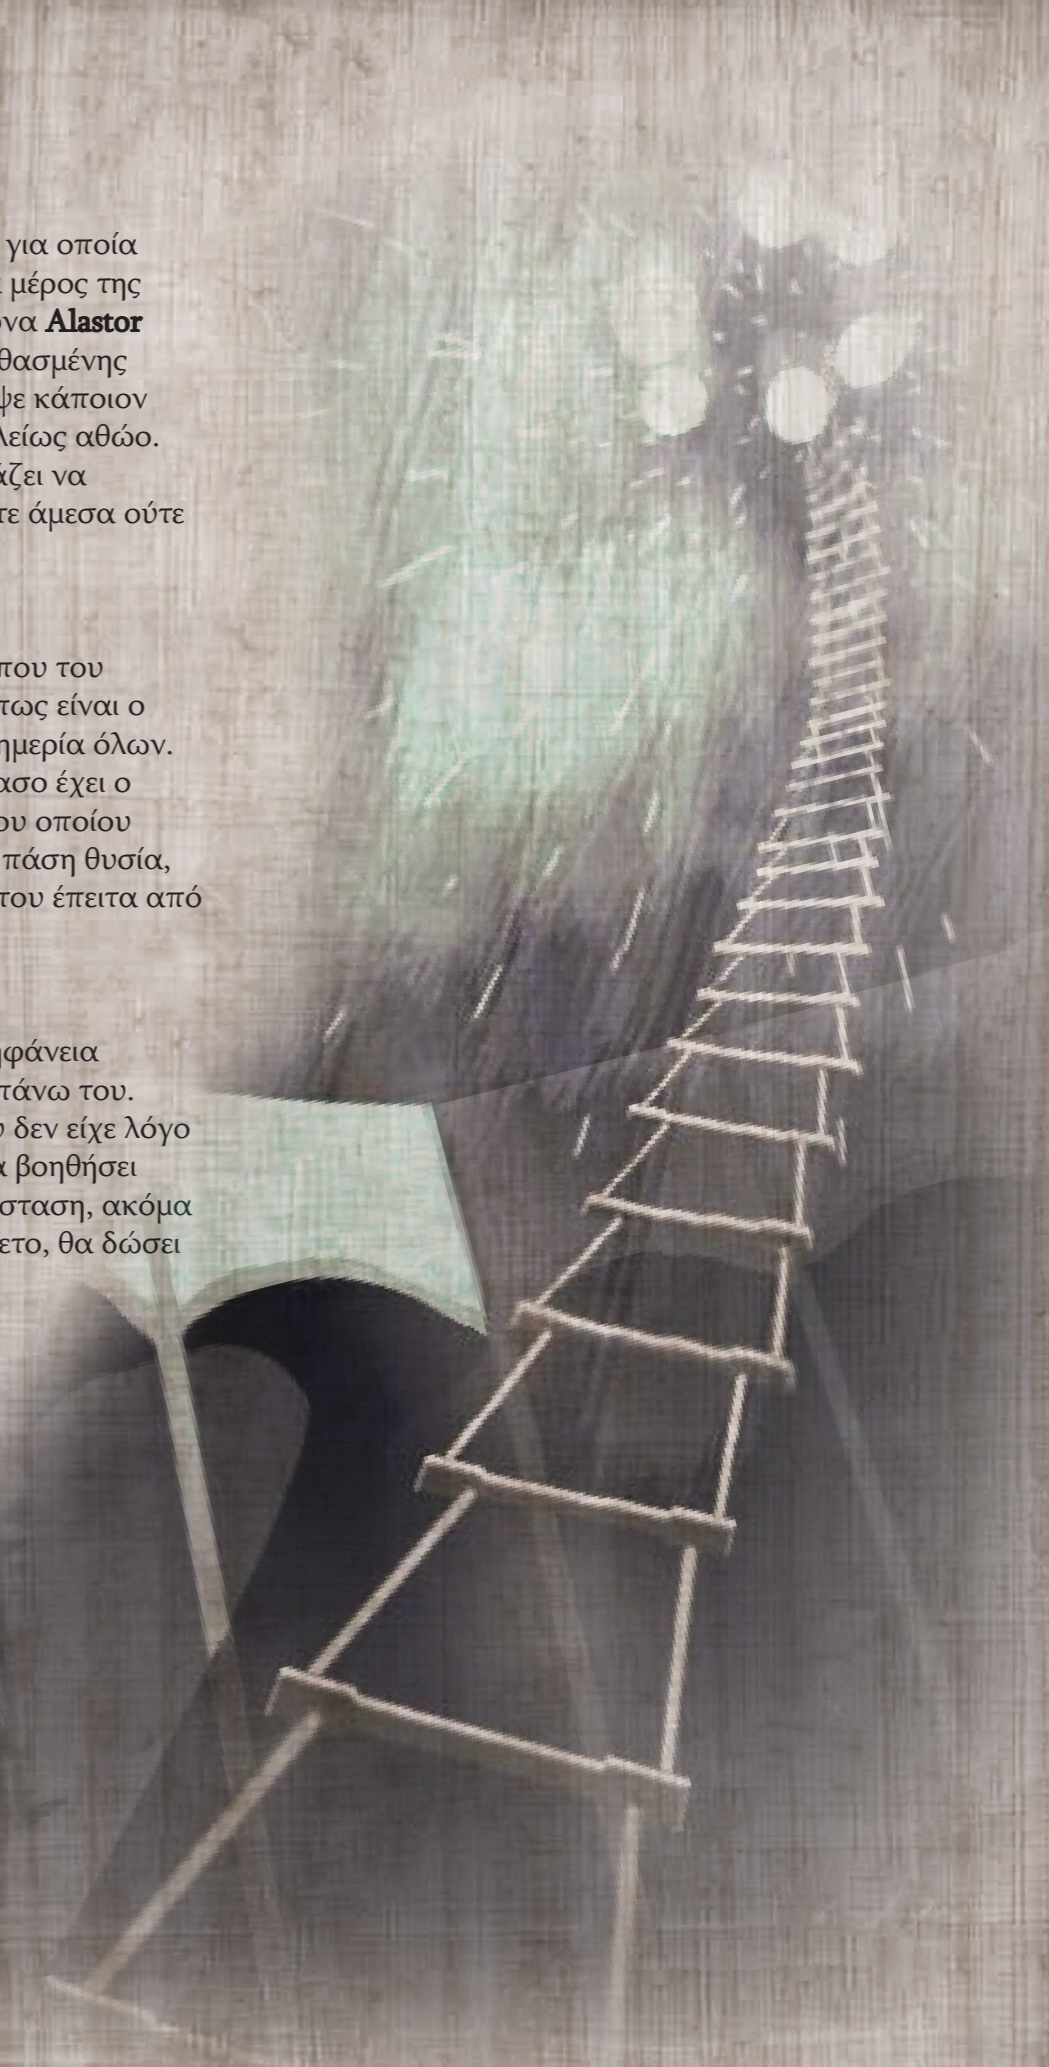 για οποία
μέρος της
να Alastor
θασμένης
ψε κάποιον
λείως αθώο.
άζει να
τε άμεσα ούτε
που του
πως είναι ο
ημερία όλων.
ασο έχει ο
ου οποίου
πάση θυσία,
του έπειτα από
ηφάνεια
πάνω του.
δεν είχε λόγο
α βοηθήσει
σταση, ακόμα
ετο, θα δώσει